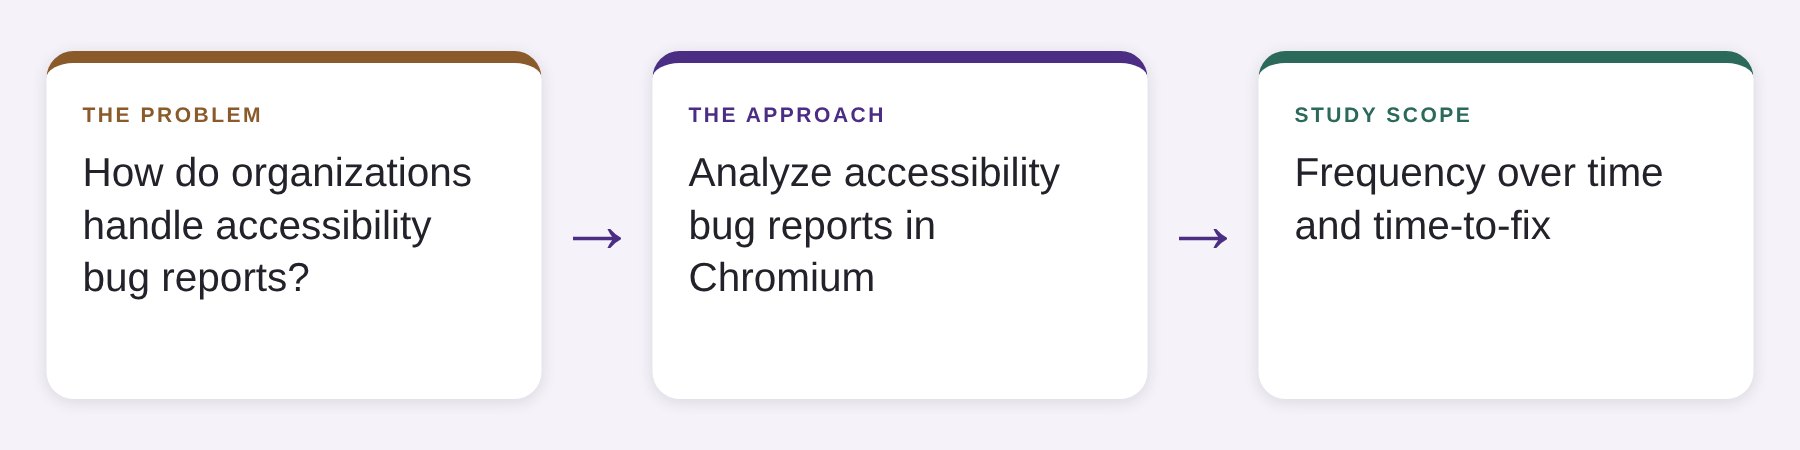 THE PROBLEM
How do organizations
handle accessibility
bug reports?
→
THE APPROACH
Analyze accessibility
bug reports in
Chromium
→
STUDY SCOPE
Frequency over time
and time-to-fix